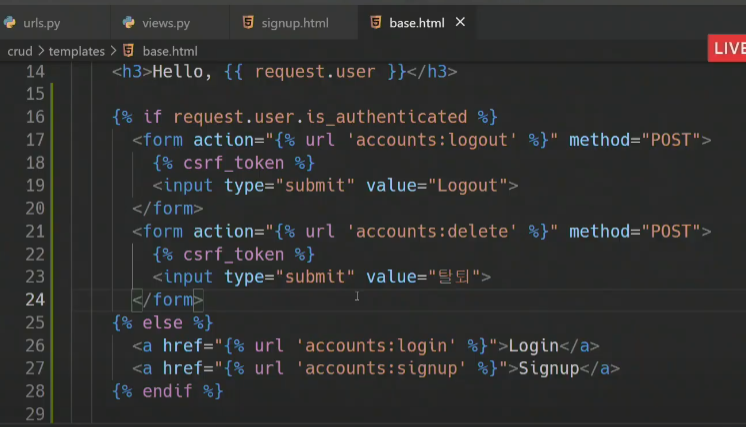 urls.py views.py signup.html base.html
crud > templates > base.html
LIVE
14 <h3>Hello, {{ request.user }}</h3>
15
16 {% if request.user.is_authenticated %}
17 <form action="{% url 'accounts:logout' %}" method="POST">
18 {% csrf_token %}
19 <input type="submit" value="Logout">
20 </form>
21 <form action="{% url 'accounts:delete' %}" method="POST">
22 {% csrf_token %}
23 <input type="submit" value="탈퇴">
24 </form>
25 {% else %}
26 <a href="{% url 'accounts:login' %}">Login</a>
27 <a href="{% url 'accounts:signup' %}">Signup</a>
28 {% endif %}
29